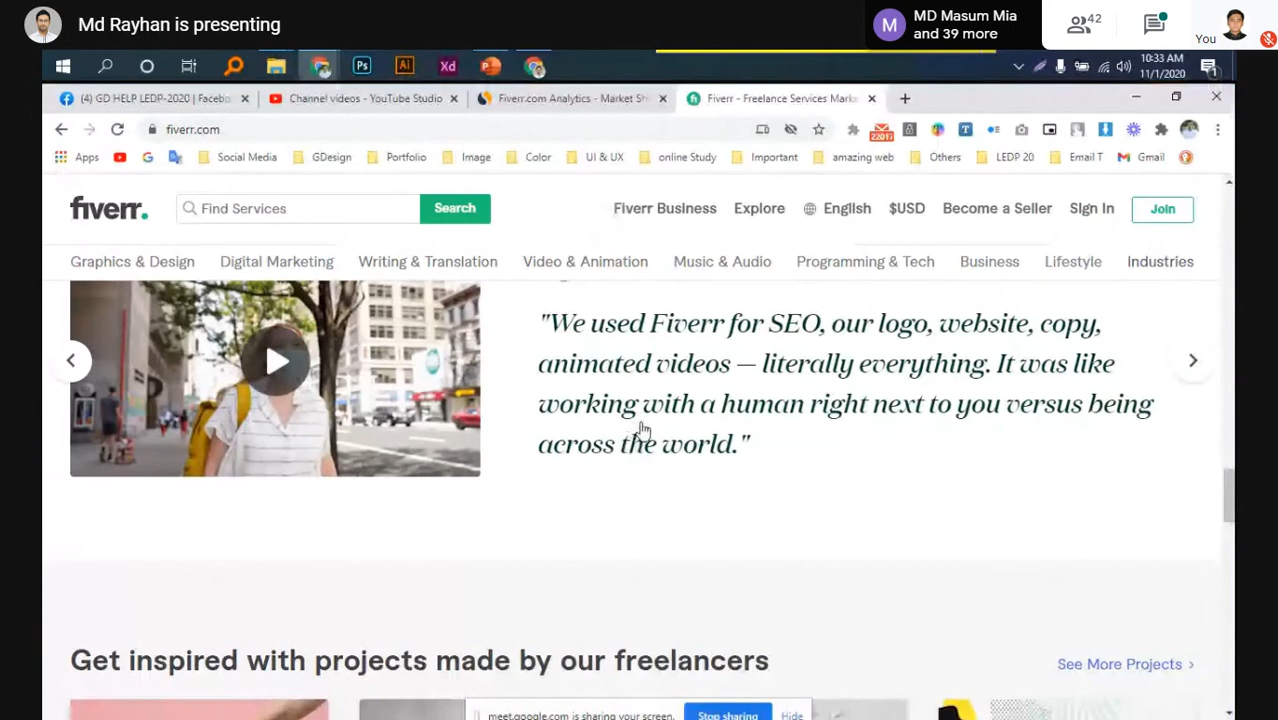 Md Rayhan is presenting
M
MD Masum Mia
and 39 more
42
You
Ps
Ai
Xd
10:33 AM
11/1/2020
1
(4) GD HELP LEDP-2020 | Facebo
Channel videos - YouTube Studio
Fiverr.com Analytics - Market Sh
Fiverr - Freelance Services Marke
fiverr.com
22017
Apps
Social Media
GDesign
Portfolio
Image
Color
UI & UX
online Study
Important
amazing web
Others
LEDP 20
Email T
Gmail
fiverr.
Find Services
Search
Fiverr Business
Explore
English
$USD
Become a Seller
Sign In
Join
Graphics & Design
Digital Marketing
Writing & Translation
Video & Animation
Music & Audio
Programming & Tech
Business
Lifestyle
Industries
"We used Fiverr for SEO, our logo, website, copy,
animated videos — literally everything. It was like
working with a human right next to you versus being
across the world."
Get inspired with projects made by our freelancers
See More Projects
meet.google.com is sharing your screen.
Stop sharing
Hide